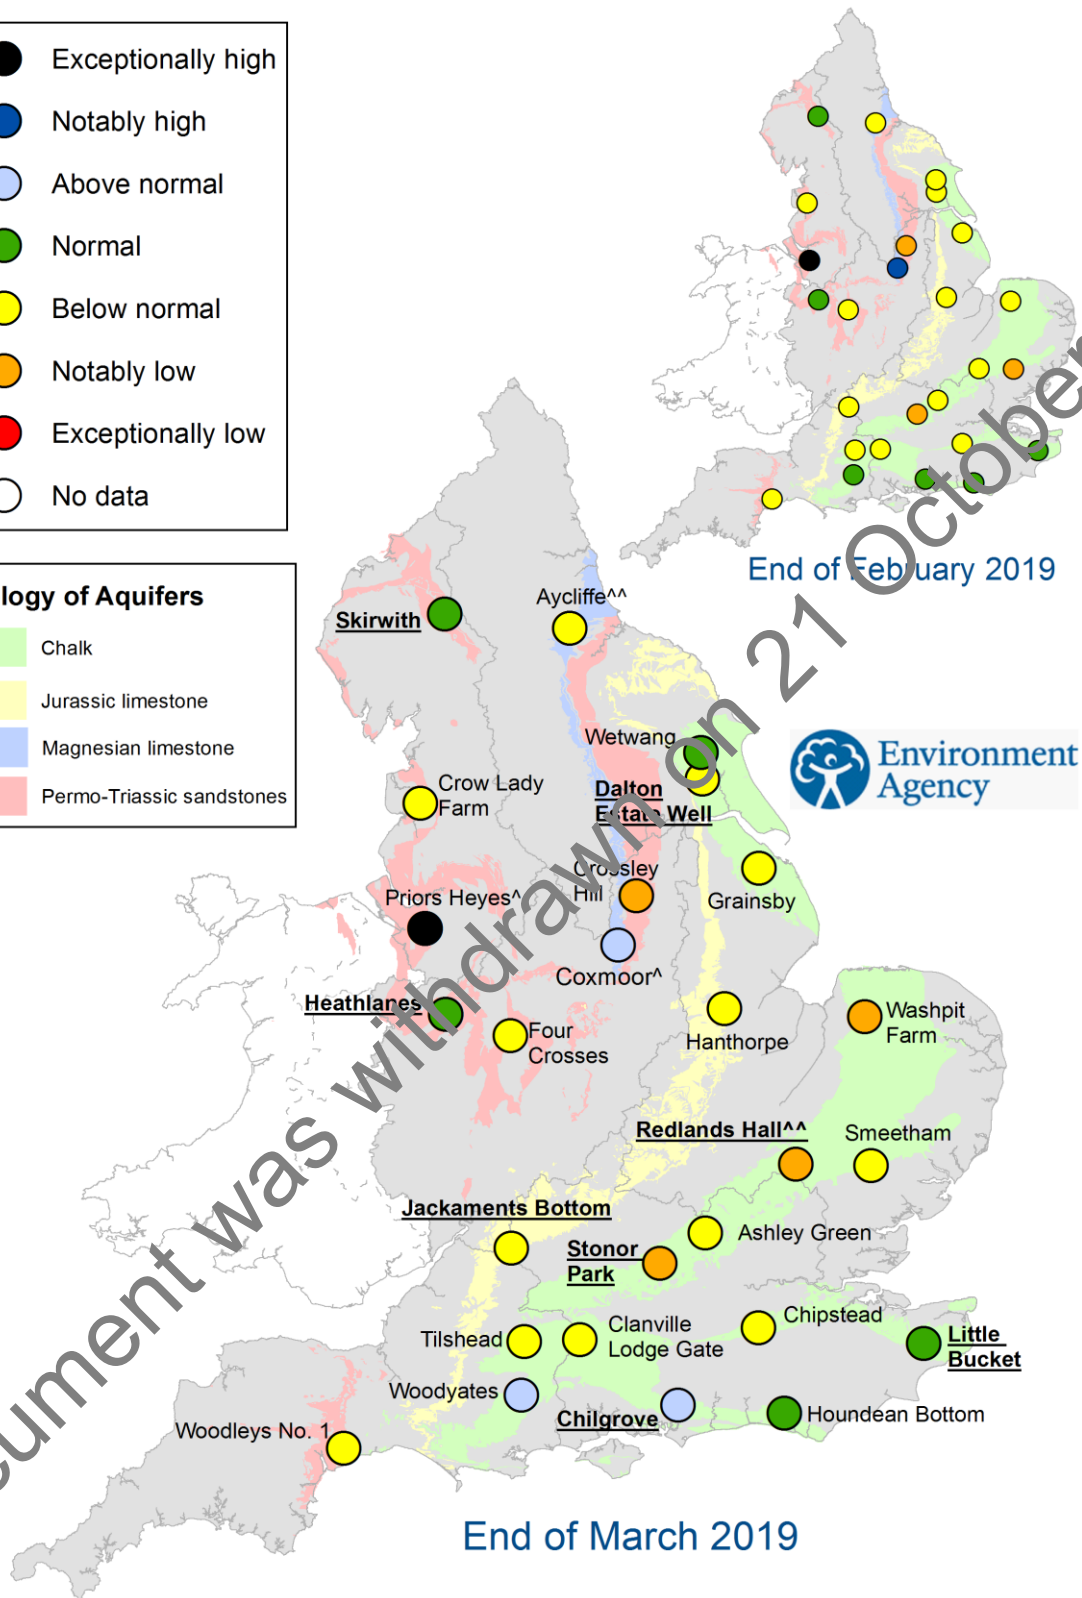 Exceptionally high
Notably high
Above normal
Normal
Below normal
Notably low
Exceptionally low
No data
logy of Aquifers
Chalk
Jurassic limestone
Magnesian limestone
Permo-Triassic sandstones
End of February 2019
Environment
Agency
Skirwith
Aycliffe^^
Wetwang
Dalton
Estate Well
Crow Lady
Farm
Crossley
Hill
Grainsby
Priors Heyes^
Coxmoor^
Heathlanes
Four
Crosses
Hanthorpe
Washpit
Farm
Redlands Hall^^
Smeetham
Jackaments Bottom
Ashley Green
Stonor
Park
Tilshead
Clanville
Lodge Gate
Chipstead
Little
Bucket
Woodyates
Chilgrove
Houndean Bottom
Woodleys No. 1
End of March 2019
cument was withdrawn on 21 October